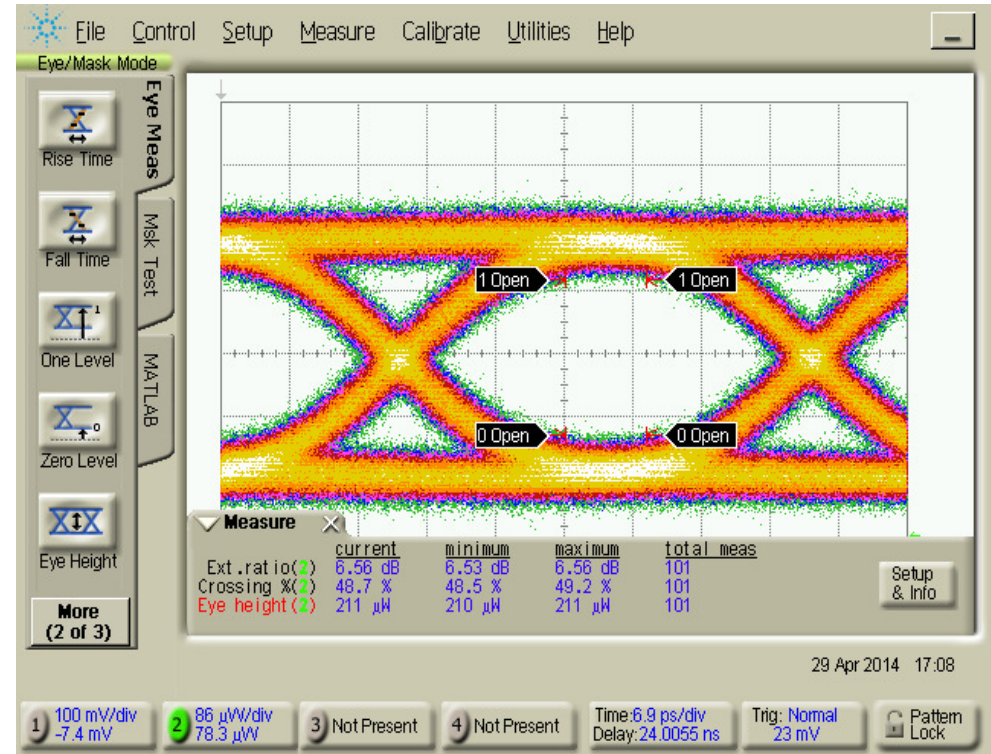 File Control Setup Measure Calibrate Utilities Help
Eye/Mask Mode
Eye Meas
Msk Test
MATLAB
Rise Time
Fall Time
One Level
Zero Level
Eye Height
More
(2 of 3)
1 Open 1 Open
0 Open 0 Open
Measure
current minimum maximum total meas
Ext.ratio(2) 6.56 dB 6.53 dB 6.56 dB 101
Crossing %(2) 48.7 % 48.5 % 49.2 % 101
Eye height(2) 211 µW 210 µW 211 µW 101
Setup
& Info
29 Apr 2014 17:08
1 100 mV/div
-7.4 mV
2 86 µW/div
78.3 µW
3 Not Present
4 Not Present
Time:6.9 ps/div
Delay:24.0055 ns
Trig: Normal
23 mV
Pattern
Lock